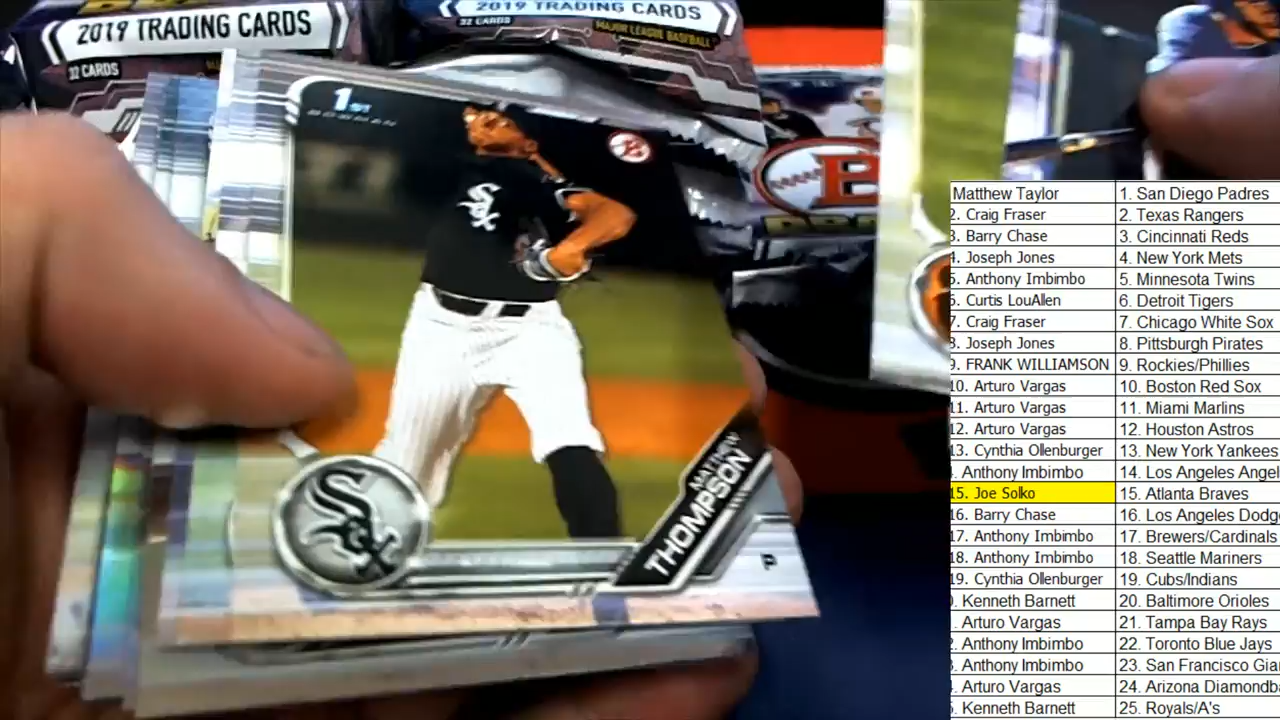 2019 TRADING CARDS
32 CARDS
2019 TRADING CARDS
32 CARDS
MAJOR LEAGUE BASEBALL
1ST
BOWMAN
B
Sox
Sox
MATTHEW
THOMPSON
P
Matthew Taylor 1. San Diego Padres
2. Craig Fraser 2. Texas Rangers
3. Barry Chase 3. Cincinnati Reds
4. Joseph Jones 4. New York Mets
5. Anthony Imbimbo 5. Minnesota Twins
6. Curtis LouAllen 6. Detroit Tigers
7. Craig Fraser 7. Chicago White Sox
8. Joseph Jones 8. Pittsburgh Pirates
9. FRANK WILLIAMSON 9. Rockies/Phillies
10. Arturo Vargas 10. Boston Red Sox
11. Arturo Vargas 11. Miami Marlins
12. Arturo Vargas 12. Houston Astros
13. Cynthia Ollenburger 13. New York Yankees
. Anthony Imbimbo 14. Los Angeles Angel
15. Joe Solko 15. Atlanta Braves
16. Barry Chase 16. Los Angeles Dodg
17. Anthony Imbimbo 17. Brewers/Cardinals
18. Anthony Imbimbo 18. Seattle Mariners
19. Cynthia Ollenburger 19. Cubs/Indians
. Kenneth Barnett 20. Baltimore Orioles
. Arturo Vargas 21. Tampa Bay Rays
. Anthony Imbimbo 22. Toronto Blue Jays
. Anthony Imbimbo 23. San Francisco Gia
. Arturo Vargas 24. Arizona Diamondb
. Kenneth Barnett 25. Royals/A's